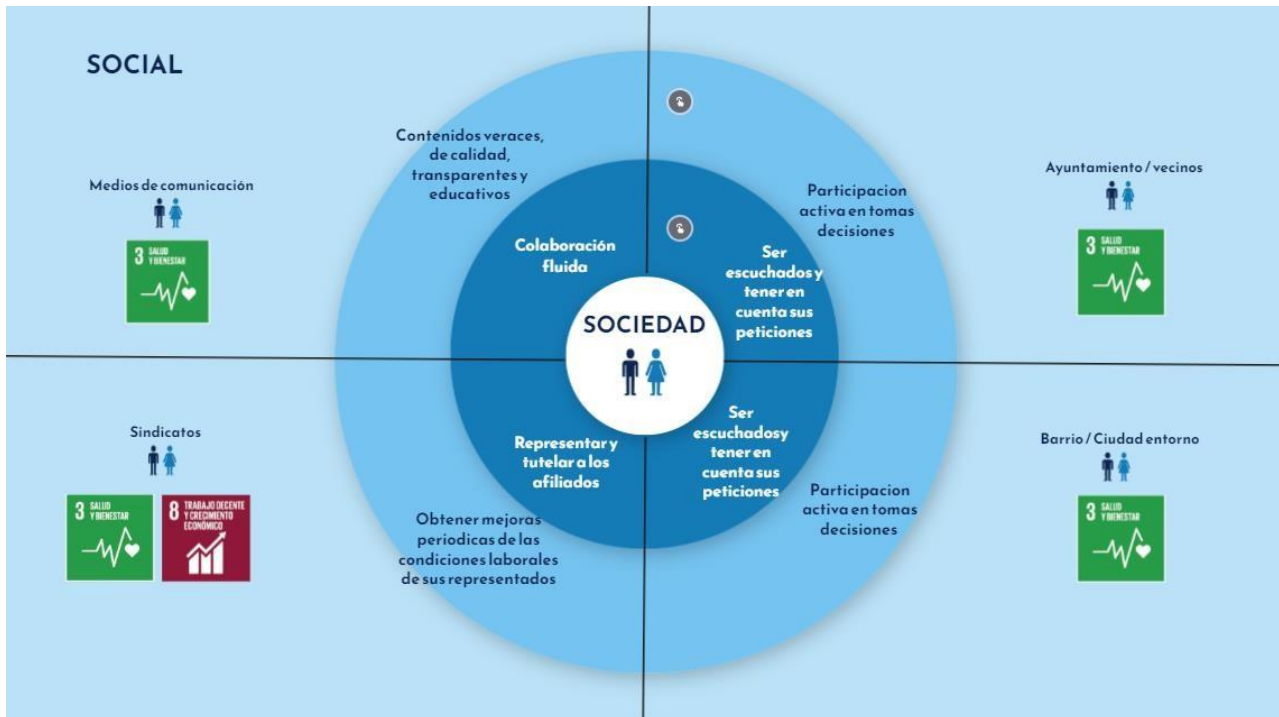 SOCIAL
Medios de comunicación
3 SALUD
Y BIENESTAR
Contenidos veraces,
de calidad,
transparentes y
educativos
Colaboración
fluida
Ayuntamiento / vecinos
3 SALUD
Y BIENESTAR
Participacion
activa en tomas
decisiones
Ser
escuchados y
tener en
cuenta sus
peticiones
SOCIEDAD
Sindicatos
3 SALUD
Y BIENESTAR
8 TRABAJO DECENTE
Y CRECIMIENTO
ECONÓMICO
Representar y
tutelar a los
afiliados
Obtener mejoras
periodicas de las
condiciones laborales
de sus representados
Ser
escuchadosy
tener en
cuenta sus
peticiones
Participacion
activa en tomas
decisiones
Barrio / Ciudad entorno
3 SALUD
Y BIENESTAR